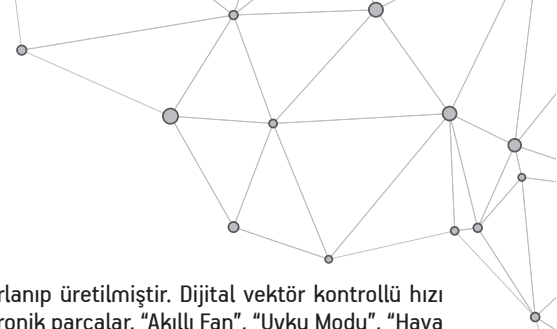 rlanıp üretilmiştir. Dijital vektör kontrollü hızı
ronik parçalar, “Akıllı Fan”, “Uyku Modu”, “Hava